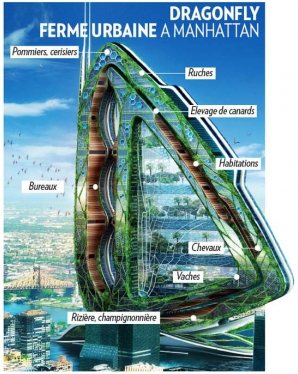 DRAGONFLY
FERME URBAINE A MANHATTAN
Pommiers, cerisiers
Ruches
Elevage de canards
Habitations
Bureaux
Chevaux
Vaches
Rizière, champignonnière